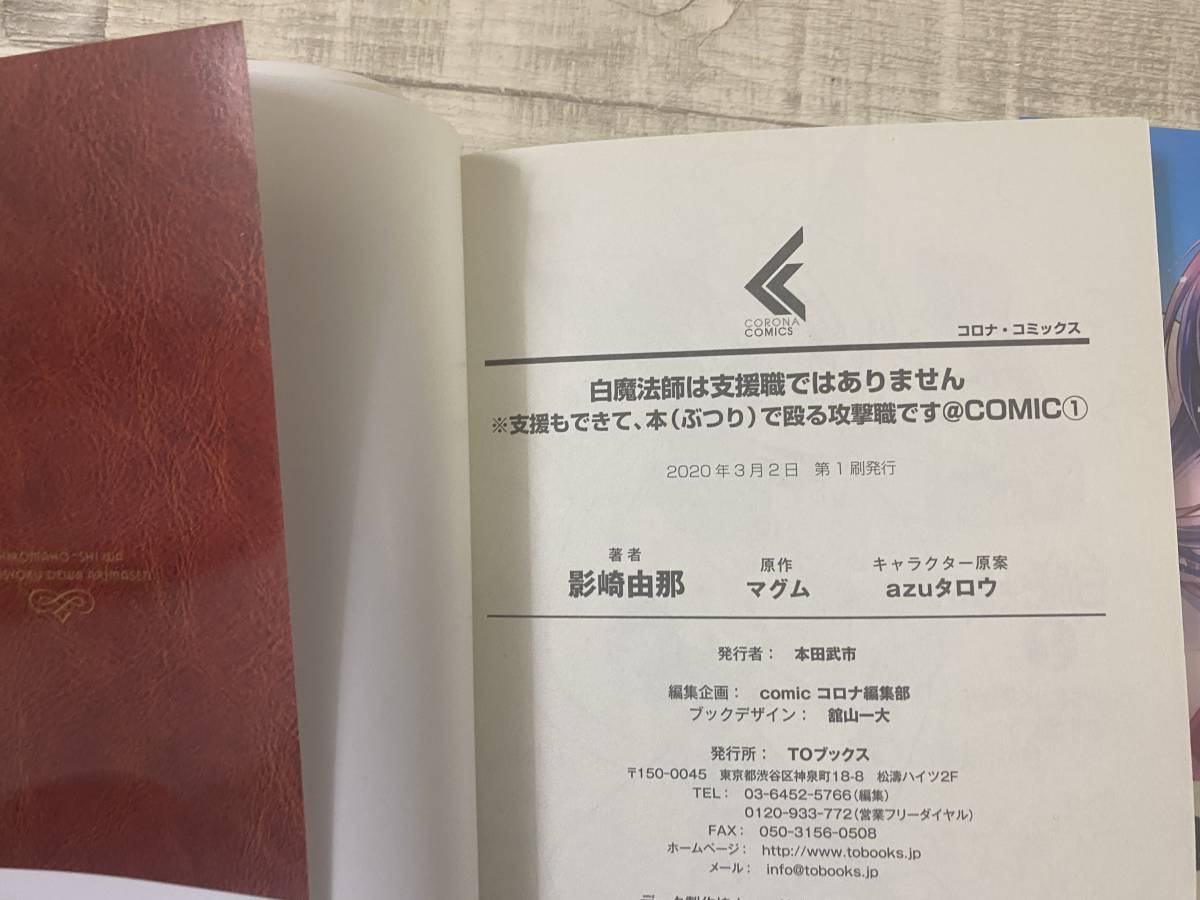 CORONA
COMICS
コロナ・コミックス
白魔法師は支援職ではありません
※支援もできて、本(ぶつり)で殴る攻撃職です@COMIC①
2020年3月2日 第1刷発行
著者
影崎由那
原作
マグム
キャラクター原案
azuタロウ
発行者: 本田武市
編集企画: comic コロナ編集部
ブックデザイン: 舘山一大
発行所: TOブックス
〒150-0045 東京都渋谷区神泉町18-8 松濤ハイツ2F
TEL: 03-6452-5766(編集)
0120-933-772(営業フリーダイヤル)
FAX: 050-3156-0508
ホームページ: http://www.tobooks.jp
メール: info@tobooks.jp